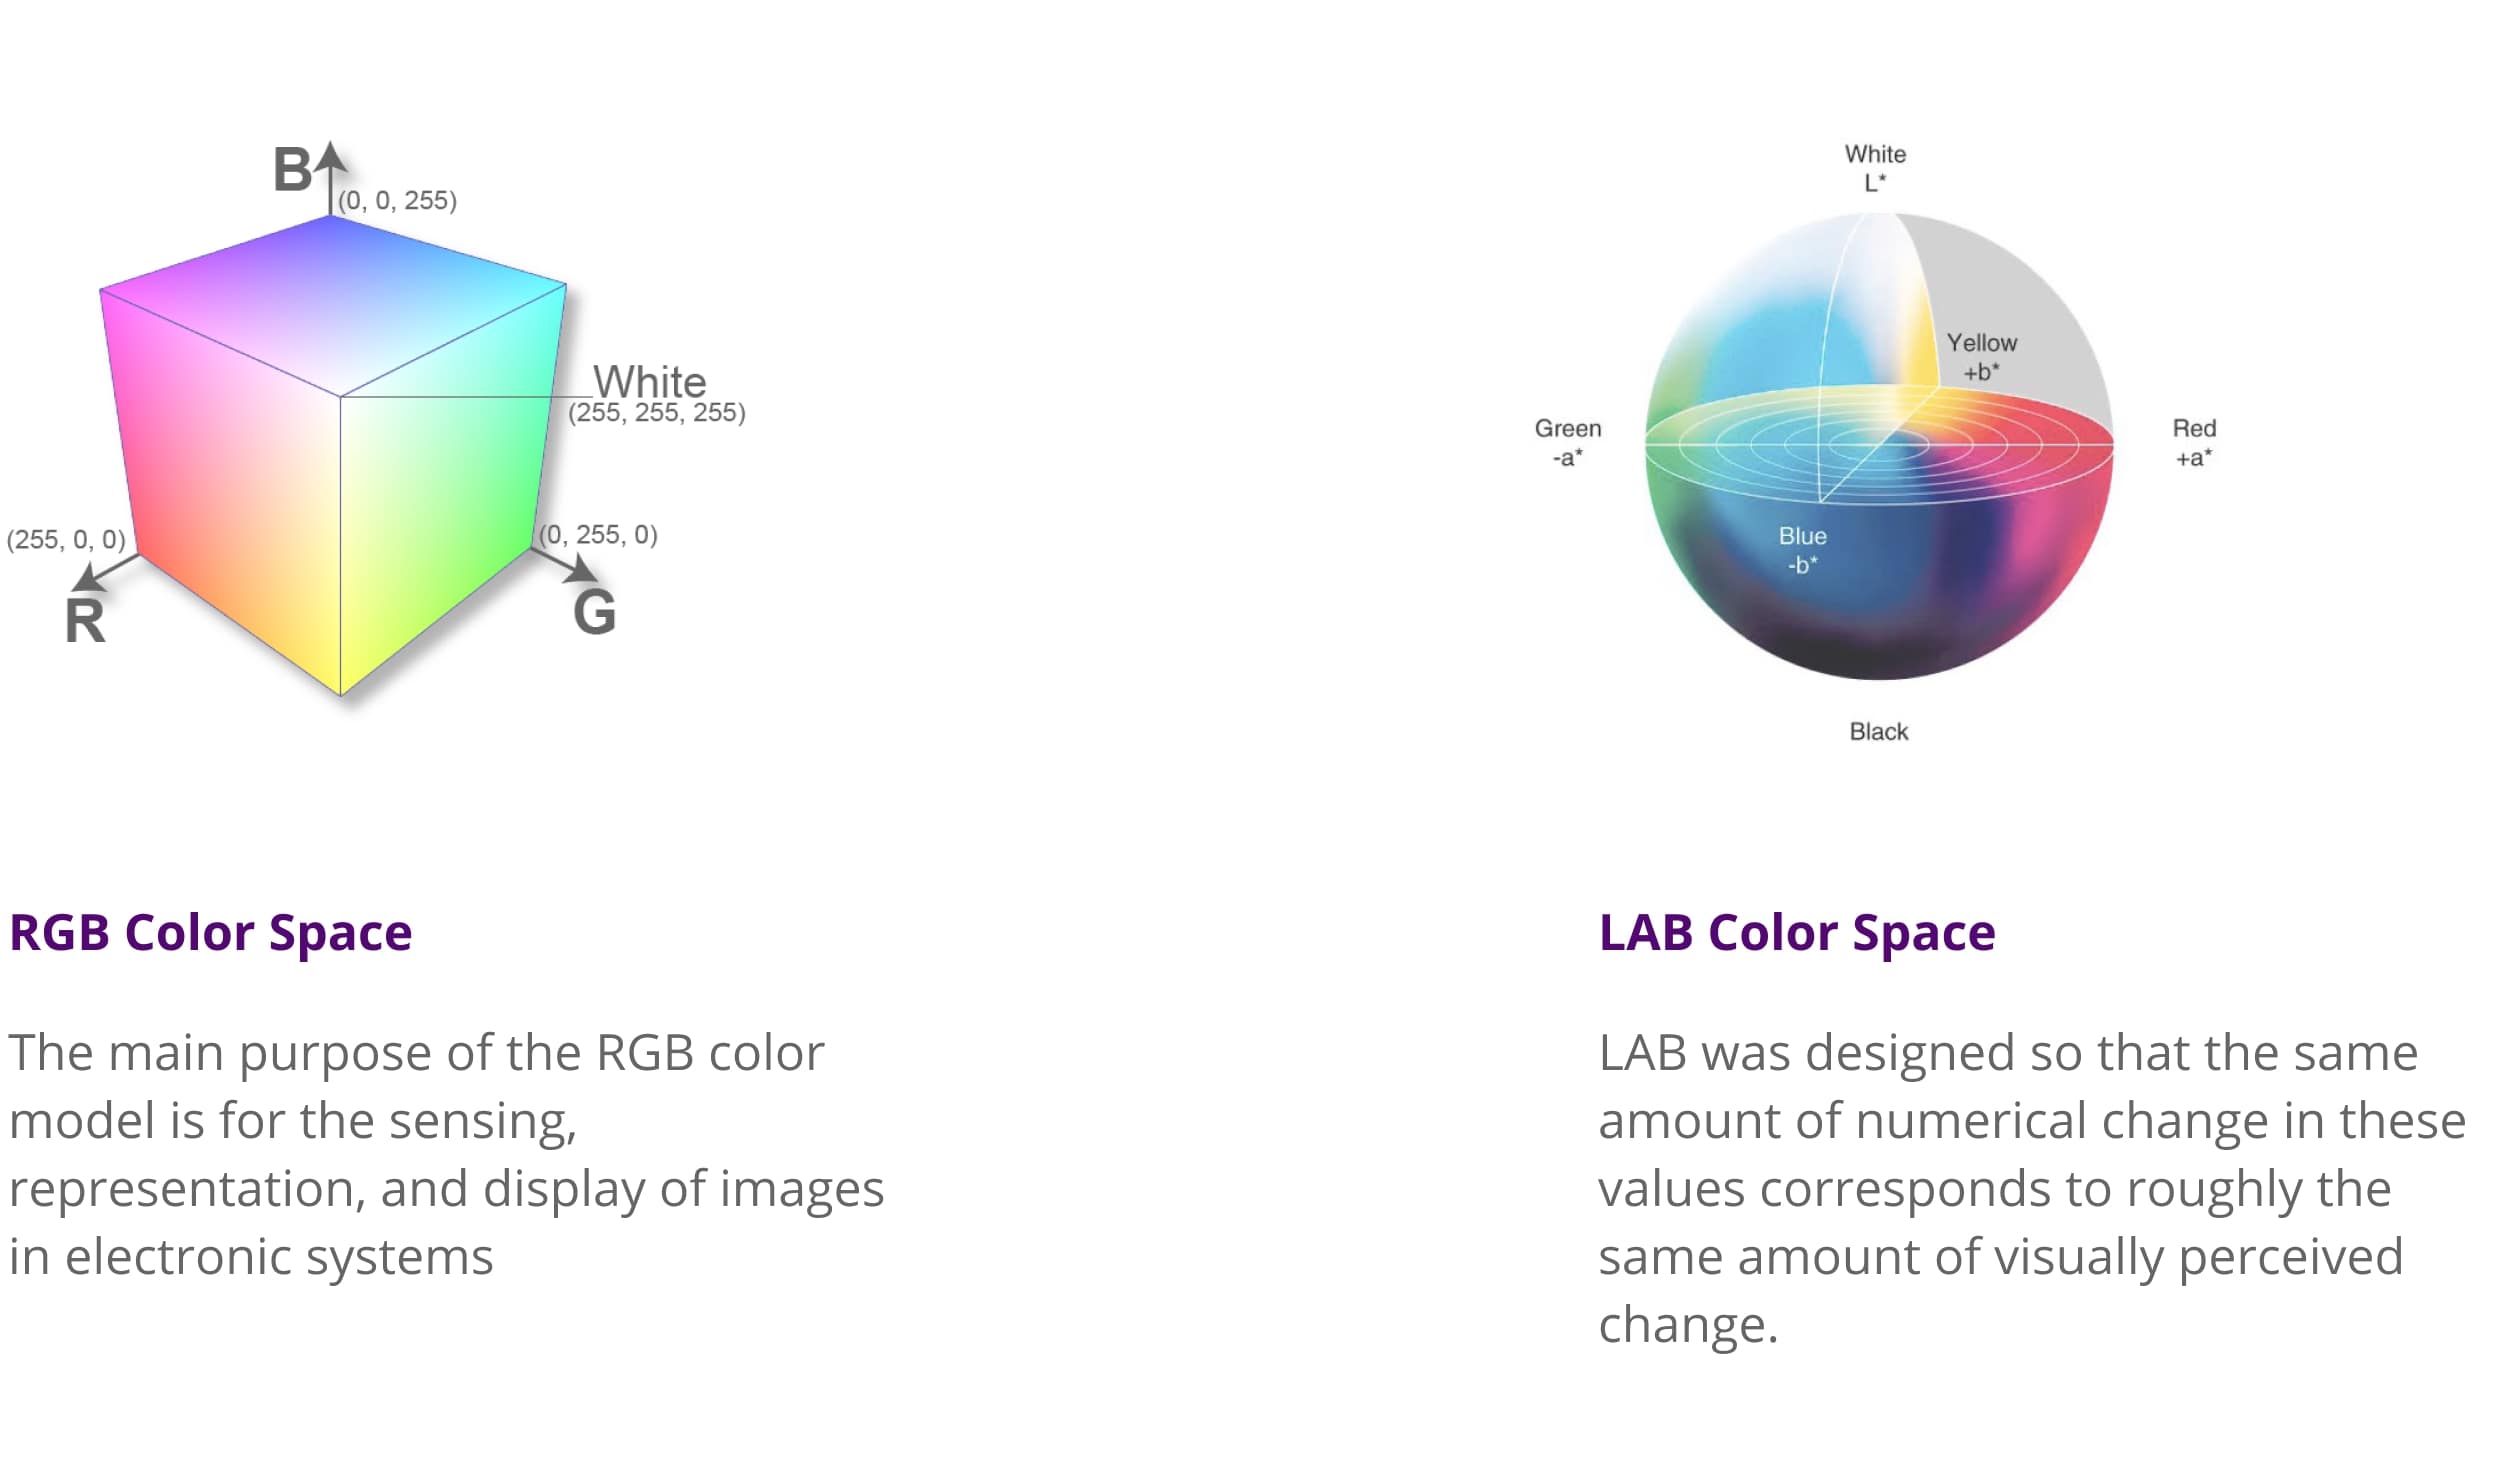 B
(0, 0, 255)
White
(255, 255, 255)
(255, 0, 0)
(0, 255, 0)
R
G
RGB Color Space
The main purpose of the RGB color
model is for the sensing,
representation, and display of images
in electronic systems
White
L*
Yellow
+b*
Green
-a*
Red
+a*
Blue
-b*
Black
LAB Color Space
LAB was designed so that the same
amount of numerical change in these
values corresponds to roughly the
same amount of visually perceived
change.